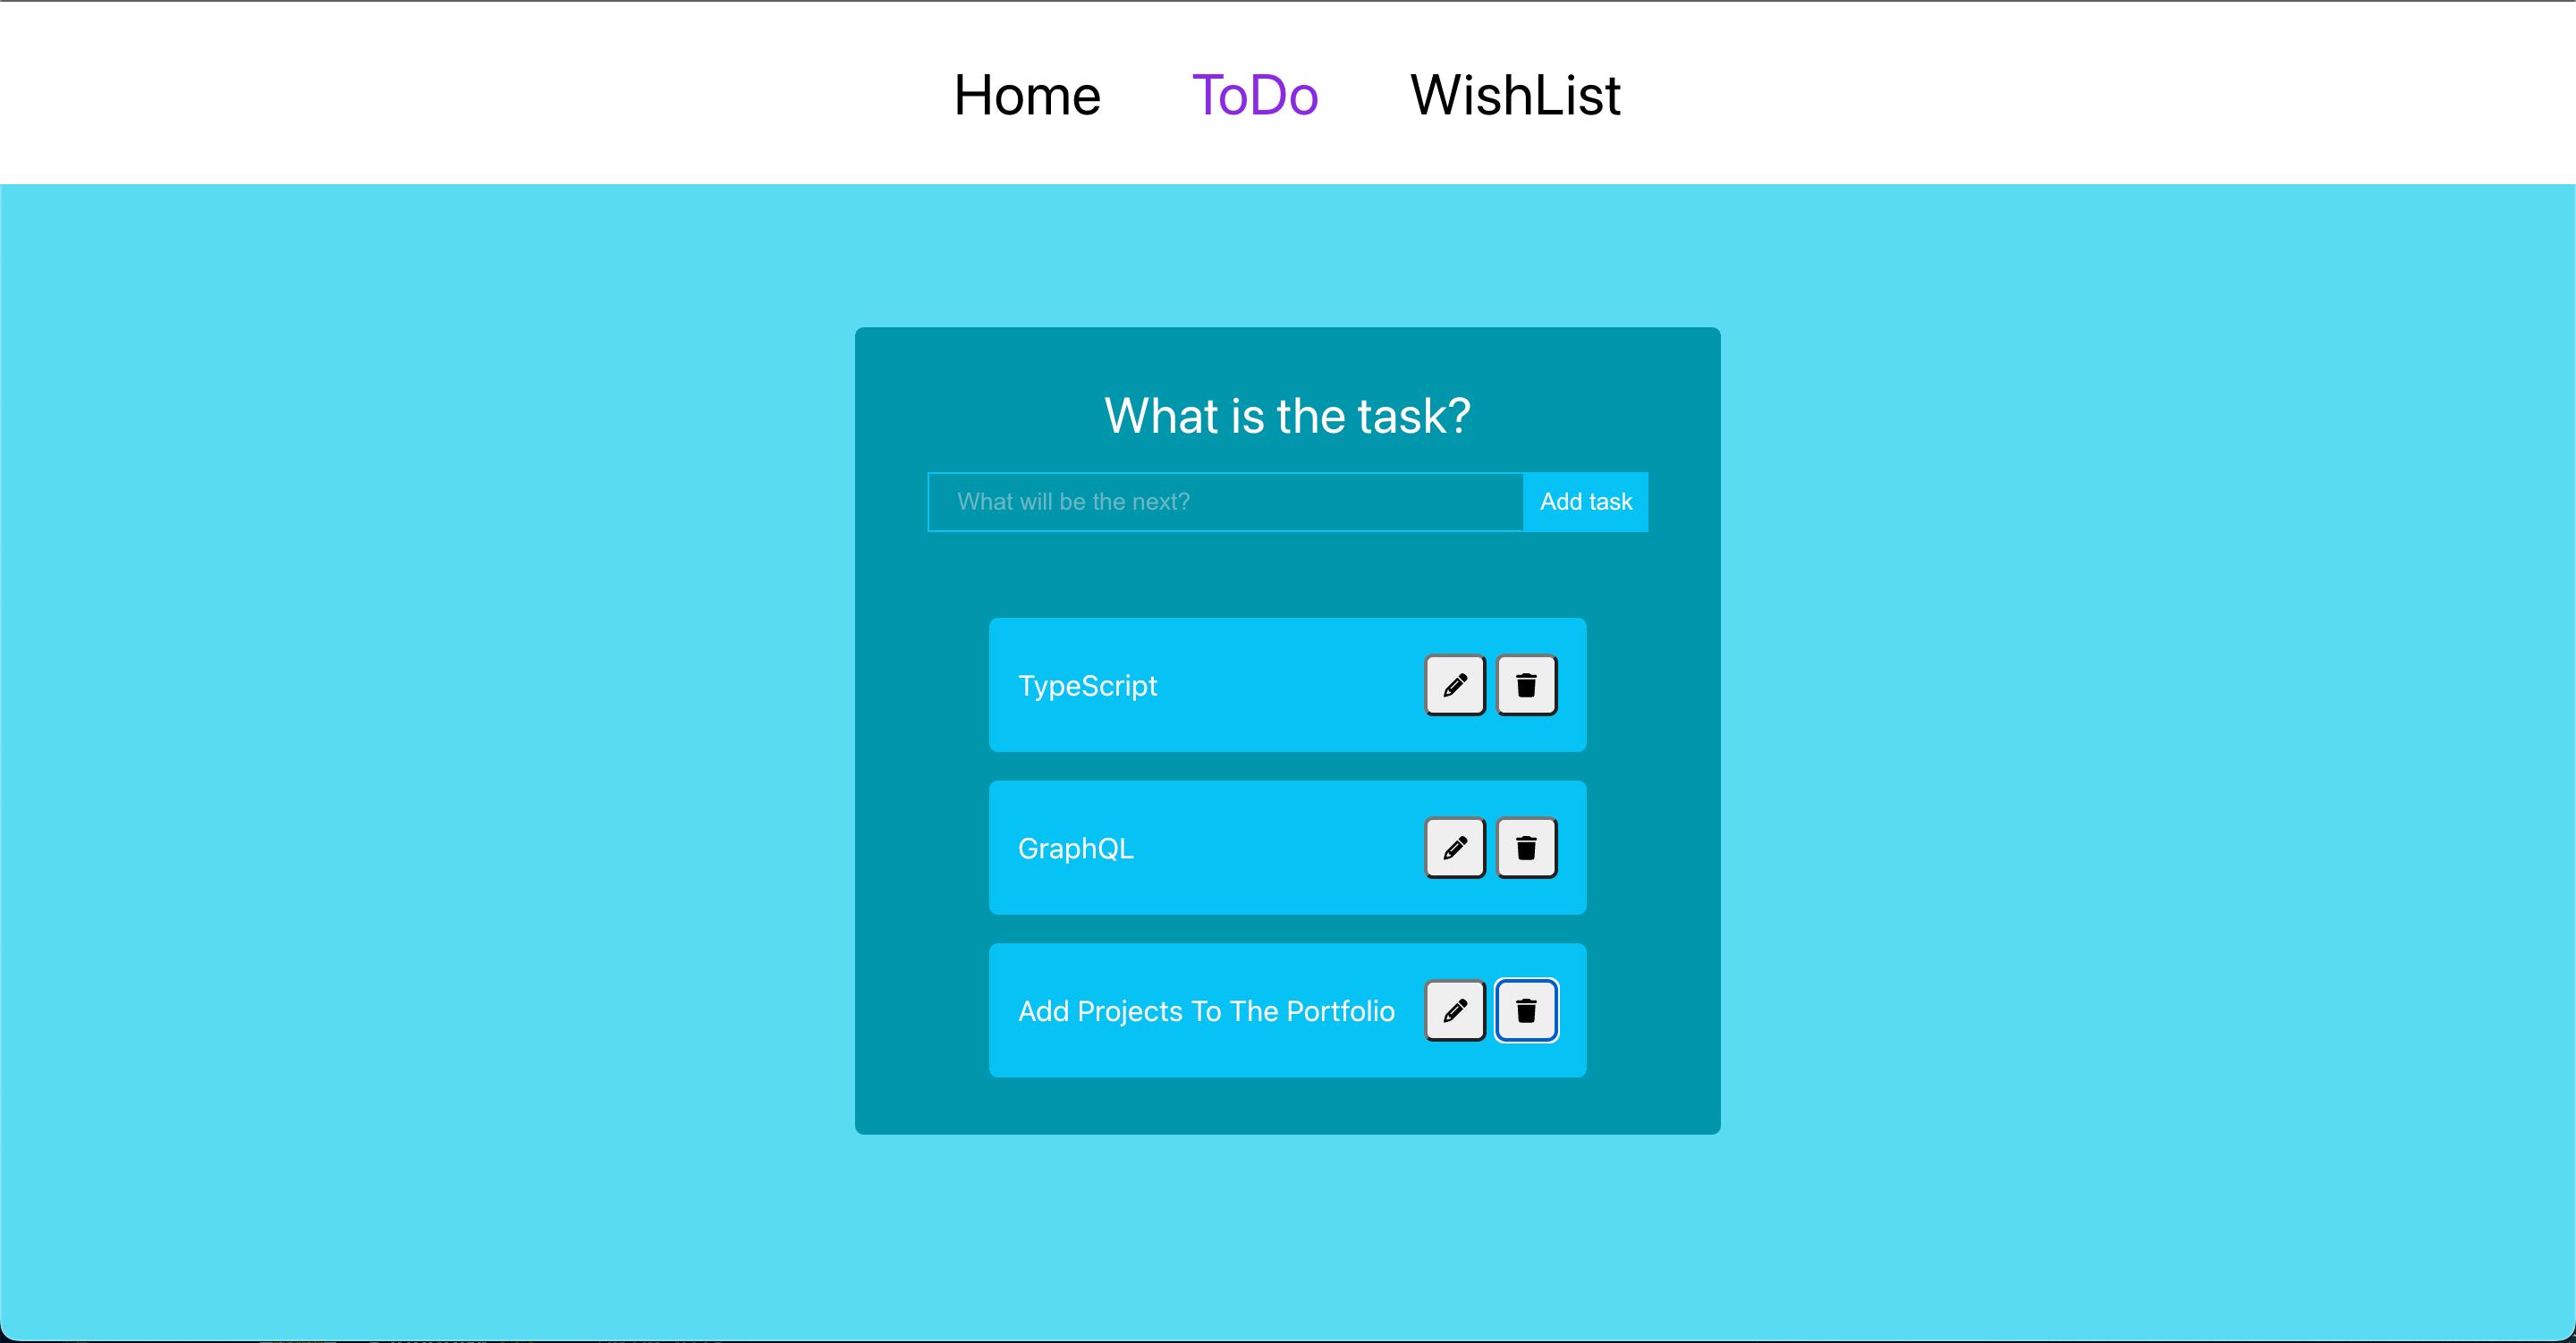 Home ToDo WishList
What is the task?
What will be the next? Add task
TypeScript
GraphQL
Add Projects To The Portfolio